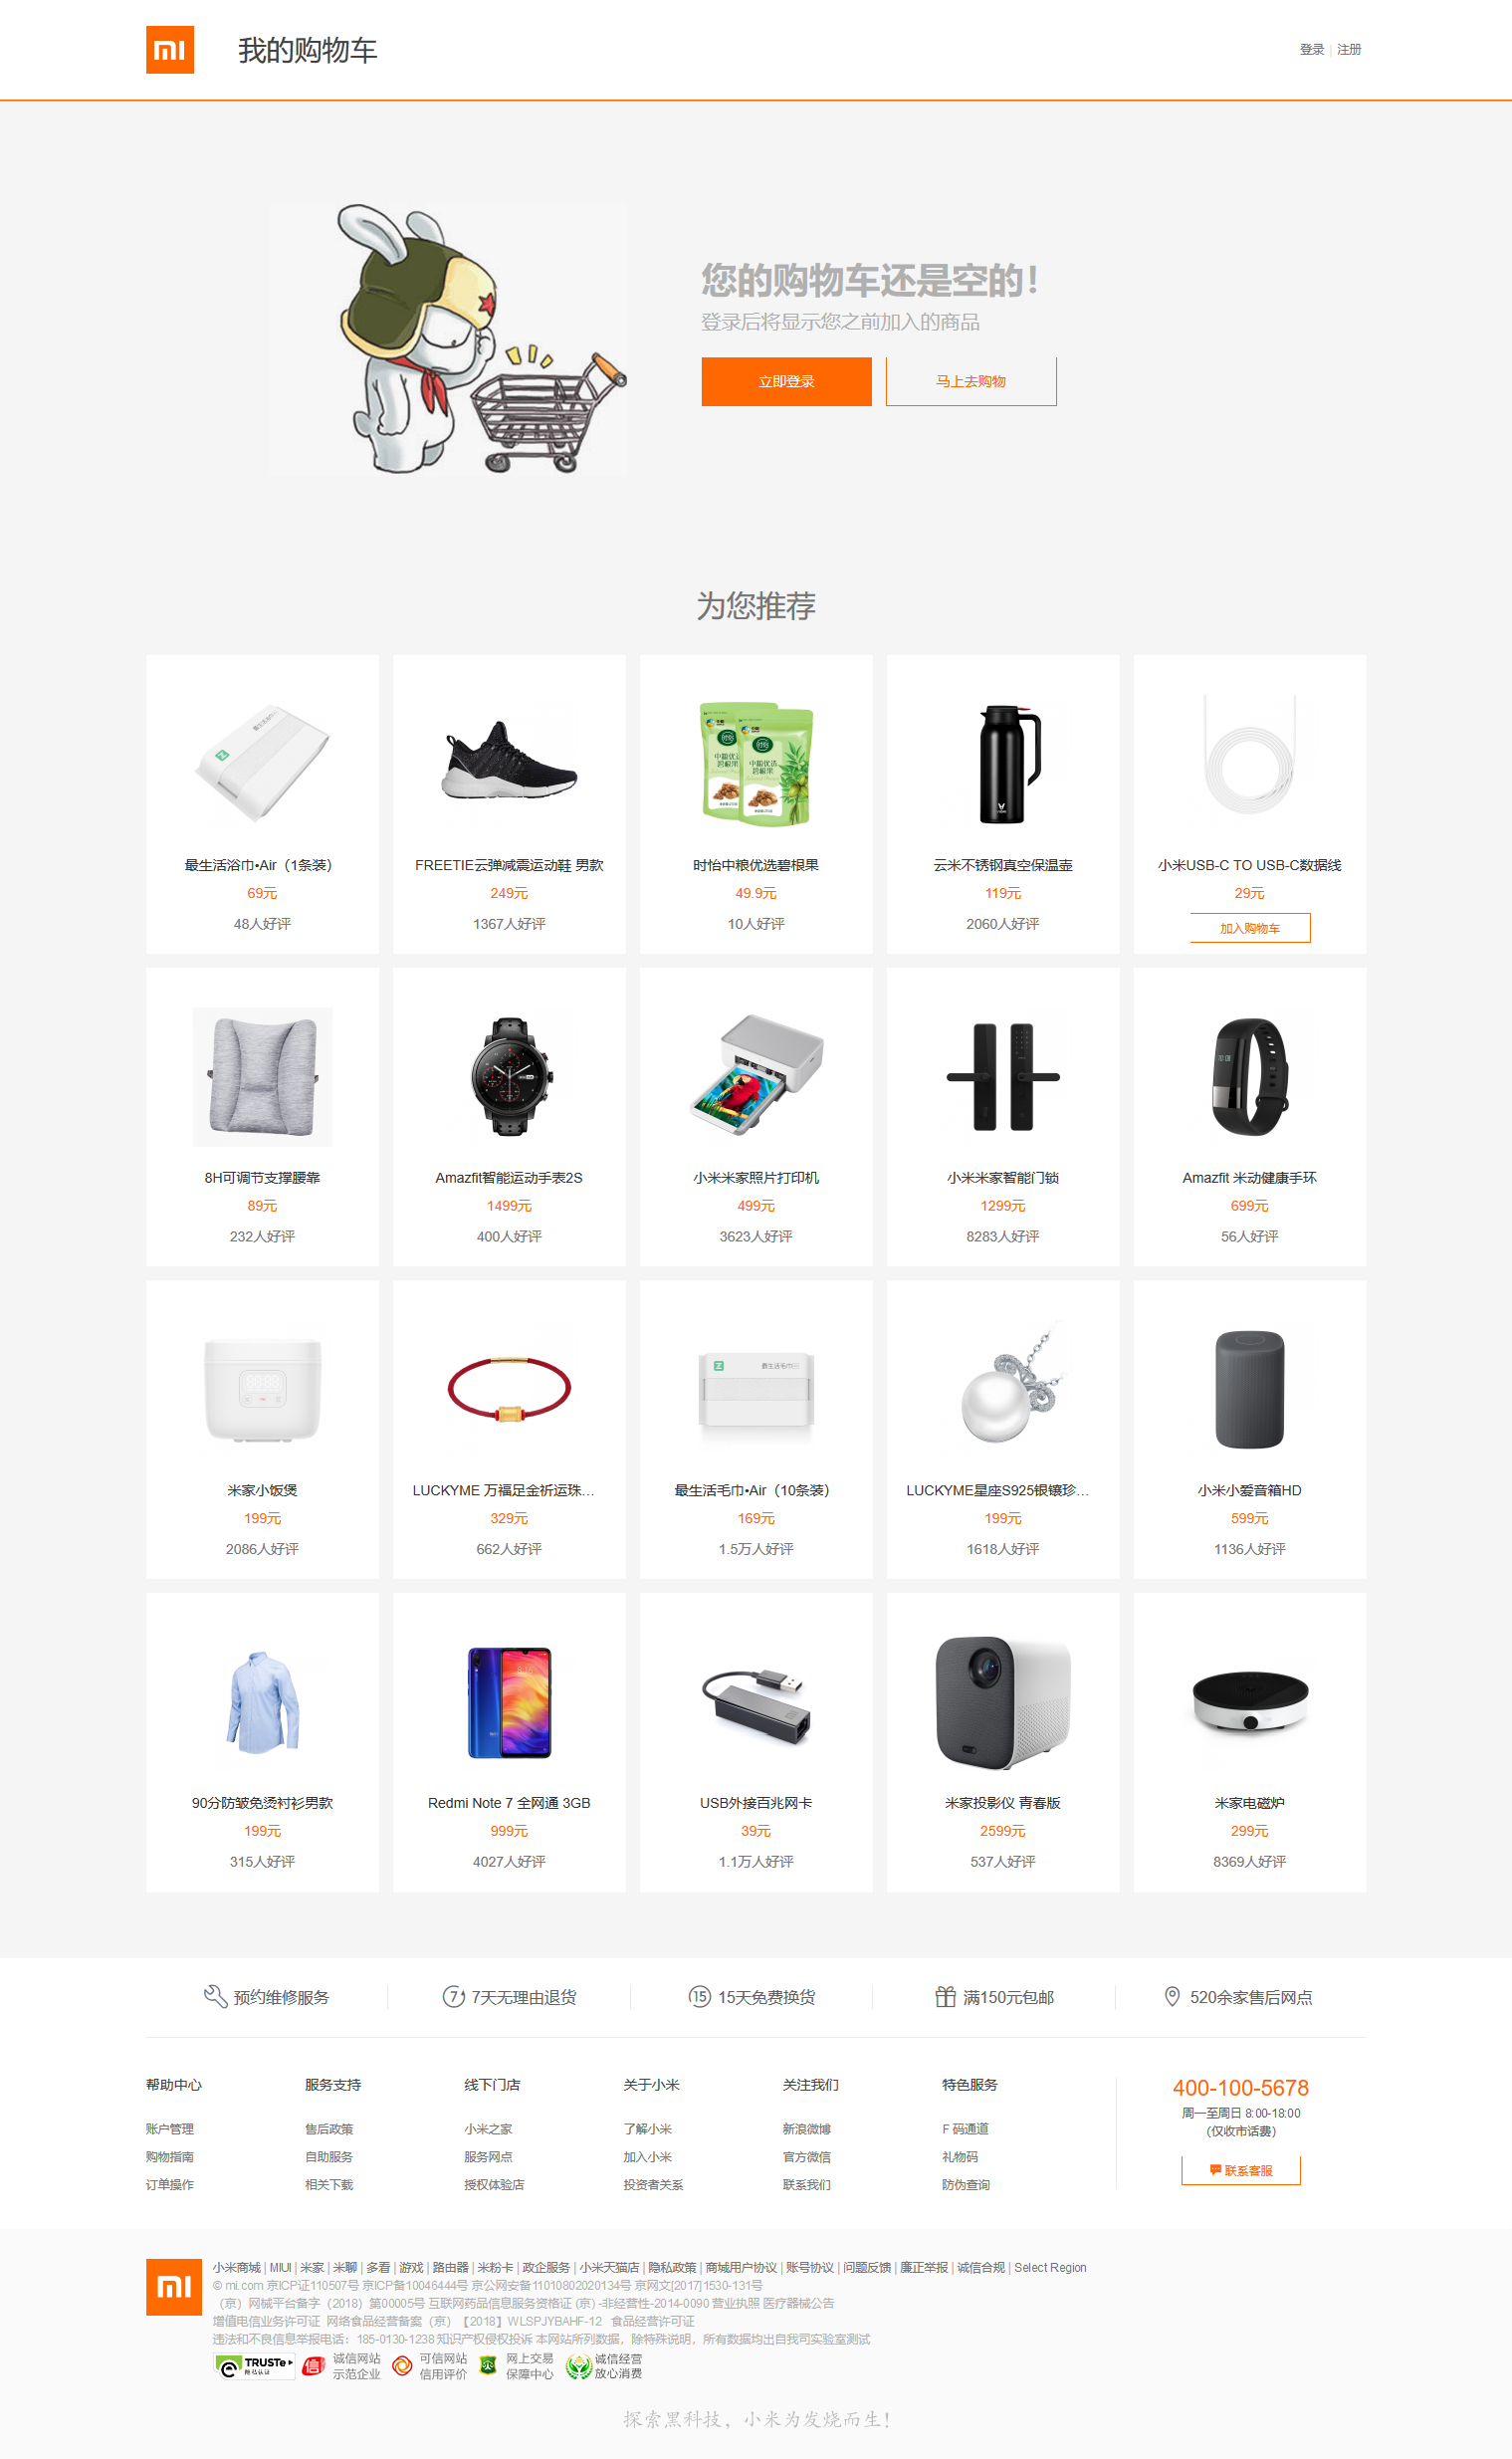 我的购物车
登录 | 注册
您的购物车还是空的!
登录后将显示您之前加入的商品
立即登录 马上去购物
为您推荐
最生活浴巾•Air（1条装）
69元
48人好评
FREETIE云弹减震运动鞋 男款
249元
1367人好评
时怡中粮优选碧根果
49.9元
10人好评
云米不锈钢真空保温壶
119元
2060人好评
小米USB-C TO USB-C数据线
29元
加入购物车
8H可调节支撑腰靠
89元
232人好评
Amazfit智能运动手表2S
1499元
400人好评
小米米家照片打印机
499元
3623人好评
小米米家智能门锁
1299元
8283人好评
Amazfit 米动健康手环
699元
56人好评
米家小饭煲
199元
2086人好评
LUCKYME 万福足金祈运珠...
329元
662人好评
最生活毛巾•Air（10条装）
169元
1.5万人好评
LUCKYME星座S925银镶珍...
199元
1618人好评
小米小爱音箱HD
599元
1136人好评
90分防皱免烫衬衫男款
199元
315人好评
Redmi Note 7 全网通 3GB
999元
4027人好评
USB外接百兆网卡
39元
1.1万人好评
米家投影仪 青春版
2599元
537人好评
米家电磁炉
299元
8369人好评
预约维修服务
7天无理由退货
15天免费换货
满150元包邮
520余家售后网点
帮助中心
账户管理
购物指南
订单操作
服务支持
售后政策
自助服务
相关下载
线下门店
小米之家
服务网点
授权体验店
关于小米
了解小米
加入小米
投资者关系
关注我们
新浪微博
官方微信
联系我们
特色服务
F 码通道
礼物码
防伪查询
400-100-5678
周一至周日 8:00-18:00
（仅收市话费）
联系客服
小米商城 | MIUI | 米家 | 米聊 | 多看 | 游戏 | 路由器 | 米粉卡 | 政企服务 | 小米天猫店 | 隐私政策 | 商城用户协议 | 账号协议 | 问题反馈 | 廉正举报 | 诚信合规 | Select Region
© mi.com 京ICP证110507号 京ICP备10046444号 京公网安备11010802020134号 京网文[2017]1530-131号
（京）网械平台备字（2018）第00005号 互联网药品信息服务资格证 (京) -非经营性-2014-0090 营业执照 医疗器械公告
增值电信业务许可证 网络食品经营备案（京）【2018】WLSPJYBAHF-12 食品经营许可证
违法和不良信息举报电话：185-0130-1238 知识产权侵权投诉 本网站所列数据，除特殊说明，所有数据均出自我司实验室测试
TRUSTe
隐私认证
诚信网站
示范企业
可信网站
信用评价
网上交易
保障中心
诚信经营
放心消费
探索黑科技，小米为发烧而生!